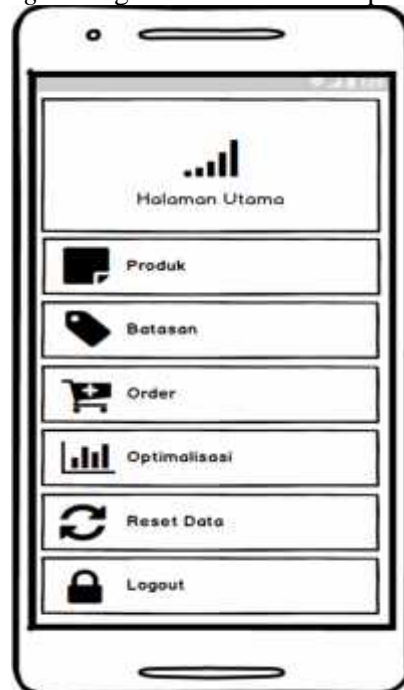 Halaman Utama
Produk
Batasan
Order
Optimalisasi
Reset Data
Logout